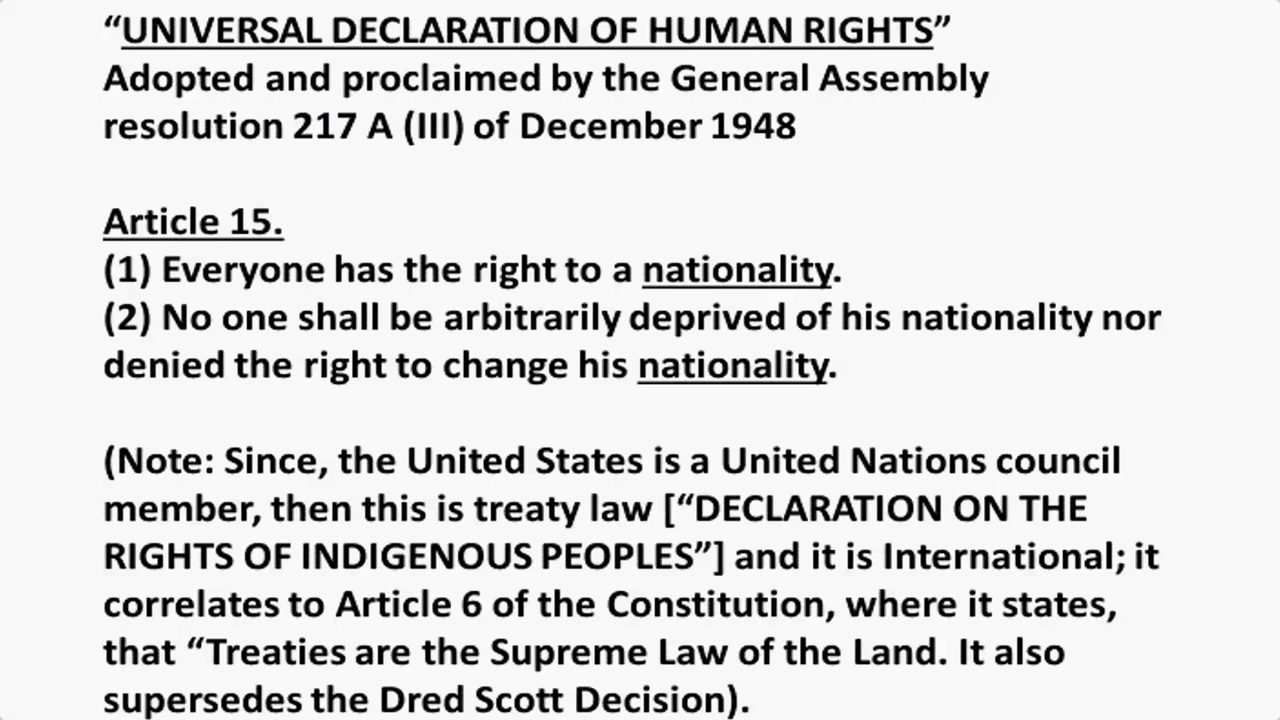 “UNIVERSAL DECLARATION OF HUMAN RIGHTS”
Adopted and proclaimed by the General Assembly
resolution 217 A (III) of December 1948
Article 15.
(1) Everyone has the right to a nationality.
(2) No one shall be arbitrarily deprived of his nationality nor
denied the right to change his nationality.
(Note: Since, the United States is a United Nations council
member, then this is treaty law [“DECLARATION ON THE
RIGHTS OF INDIGENOUS PEOPLES”] and it is International; it
correlates to Article 6 of the Constitution, where it states,
that “Treaties are the Supreme Law of the Land. It also
supersedes the Dred Scott Decision).